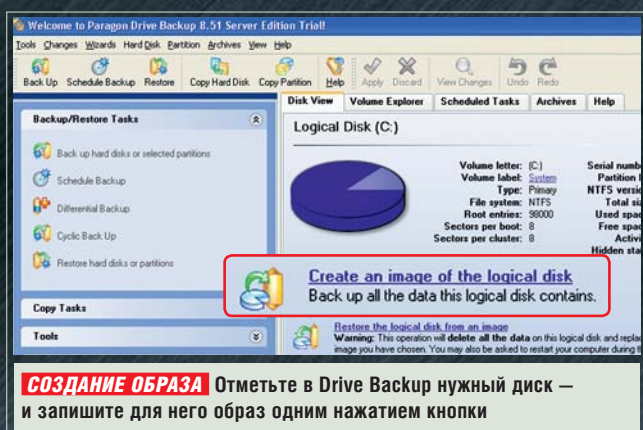 Welcome to Paragon Drive Backup 8.51 Server Edition Trial!
Tools Changes Wizards Hard Disk Partition Archives View Help
Back Up Schedule Backup Restore Copy Hard Disk Copy Partition Help Apply Discard View Changes Undo Redo
Disk View Volume Explorer Scheduled Tasks Archives Help
Backup/Restore Tasks
Back up hard disks or selected partitions
Schedule Backup
Differential Backup
Cyclic Back Up
Restore hard disks or partitions
Copy Tasks
Tools
Logical Disk (C:)
Volume letter: (C:) Serial numb
Volume label: System Partition
Type: Primary NTFS versio
File system: NTFS Total siz
Root entries: 98000 Used spac
Sectors per boot: 8 Free spac
Sectors per cluster: 8 Activ
Hidden sta
Create an image of the logical disk
Back up all the data this logical disk contains.
Restore the logical disk from an image
Warning: This operation will delete all the data on this logical disk and replac
image you have chosen. You may also be asked to restart your computer during t
СОЗДАНИЕ ОБРАЗА Отметьте в Drive Backup нужный диск —
и запишите для него образ одним нажатием кнопки